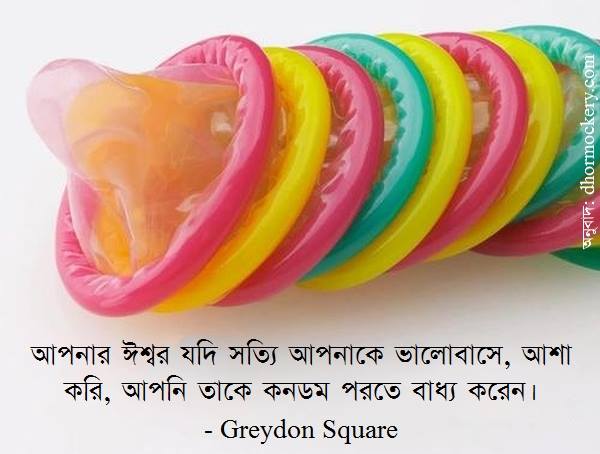 অনুবাদ: dhormockery.com
আপনার ঈশ্বর যদি সত্যি আপনাকে ভালোবাসে, আশা
করি, আপনি তাকে কনডম পরতে বাধ্য করেন।
- Greydon Square